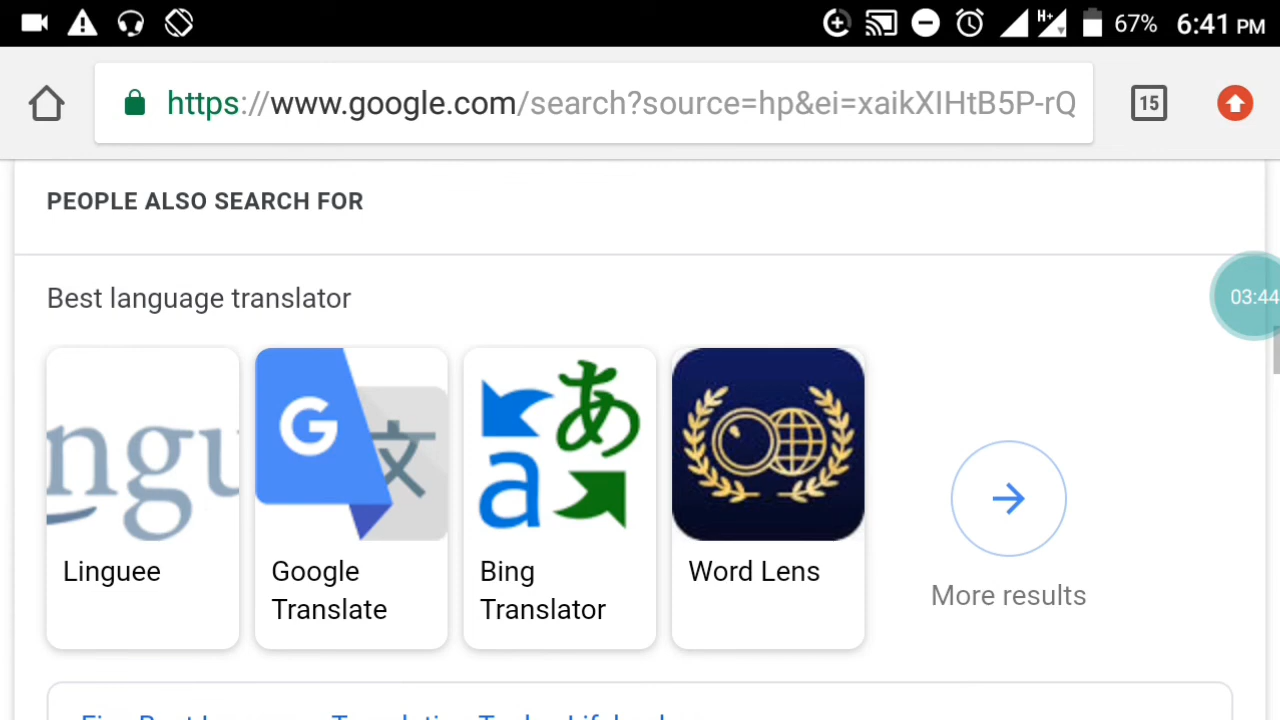 H+ 67% 6:41 PM
https://www.google.com/search?source=hp&ei=xaikXIHtB5P-rQ
15
PEOPLE ALSO SEARCH FOR
03:44
Best language translator
ngu
G 文
あ a
Linguee
Google Translate
Bing Translator
Word Lens
More results